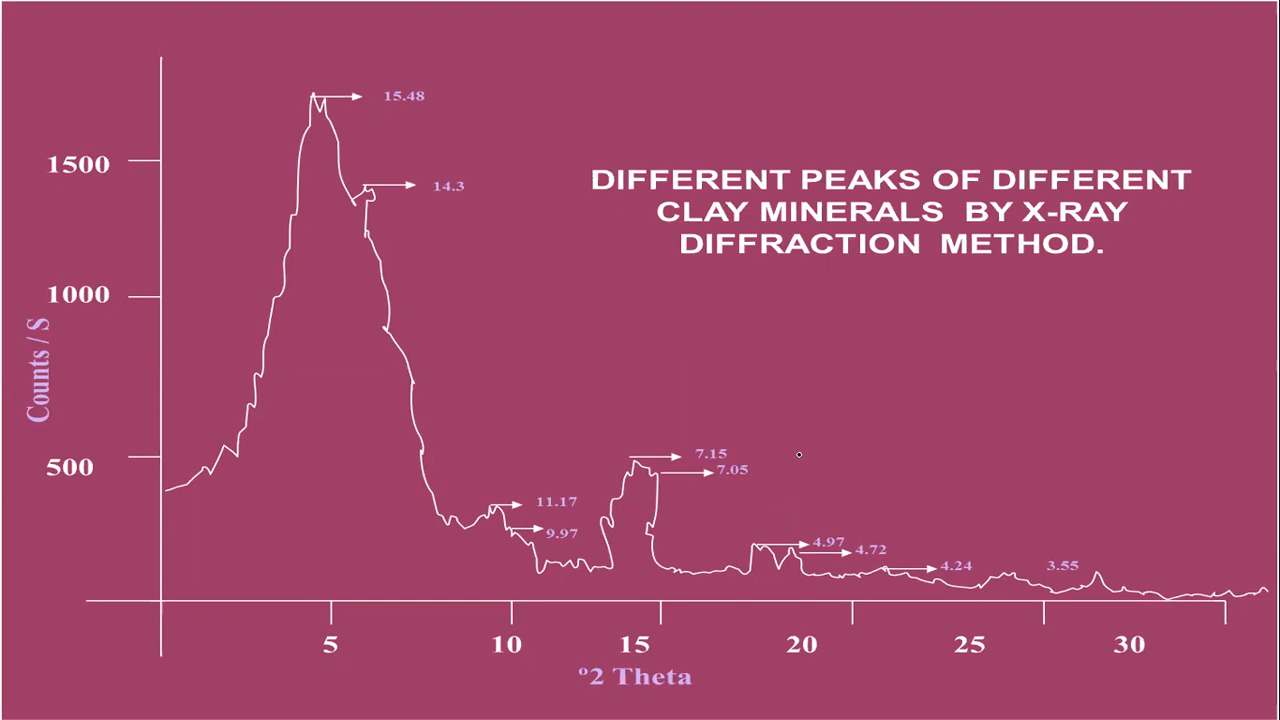 15.48
1500
14.3
DIFFERENT PEAKS OF DIFFERENT
CLAY MINERALS BY X-RAY
DIFFRACTION METHOD.
1000
Counts / S
500
7.15
7.05
11.17
9.97
4.97
4.72
4.24
3.55
5 10 15 20 25 30
°2 Theta